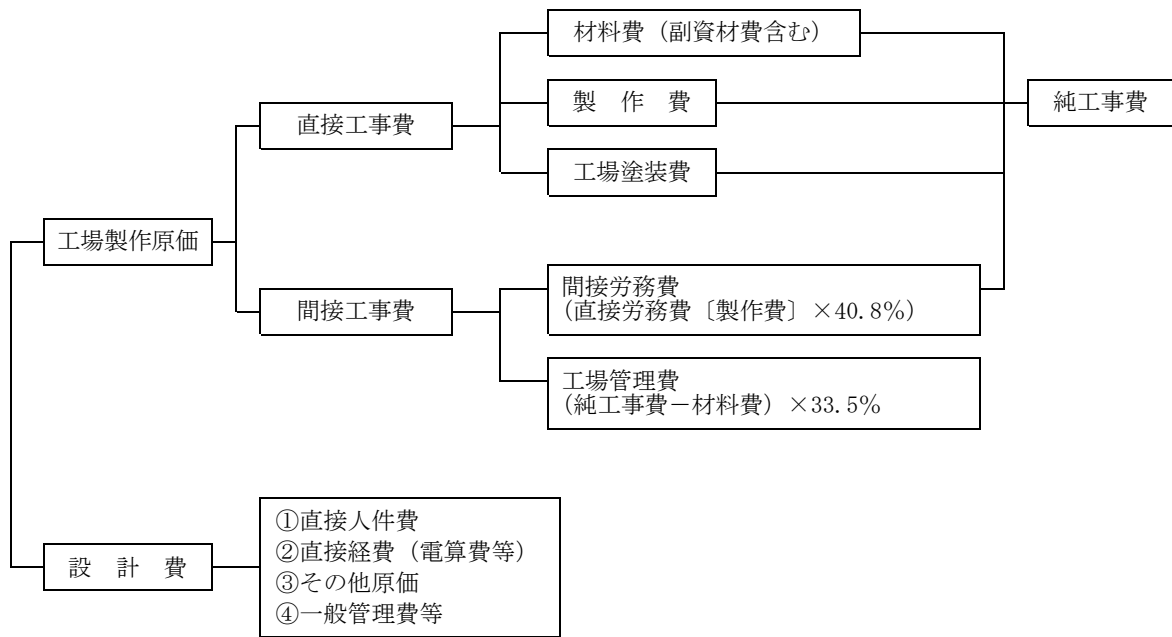 材料費（副資材費含む）
製　作　費
純工事費
直接工事費
工場塗装費
工場製作原価
間接労務費
(直接労務費〔製作費〕×40.8%)
間接工事費
工場管理費
(純工事費－材料費）×33.5%
①直接人件費
②直接経費（電算費等）
設　計　費
③その他原価
④一般管理費等